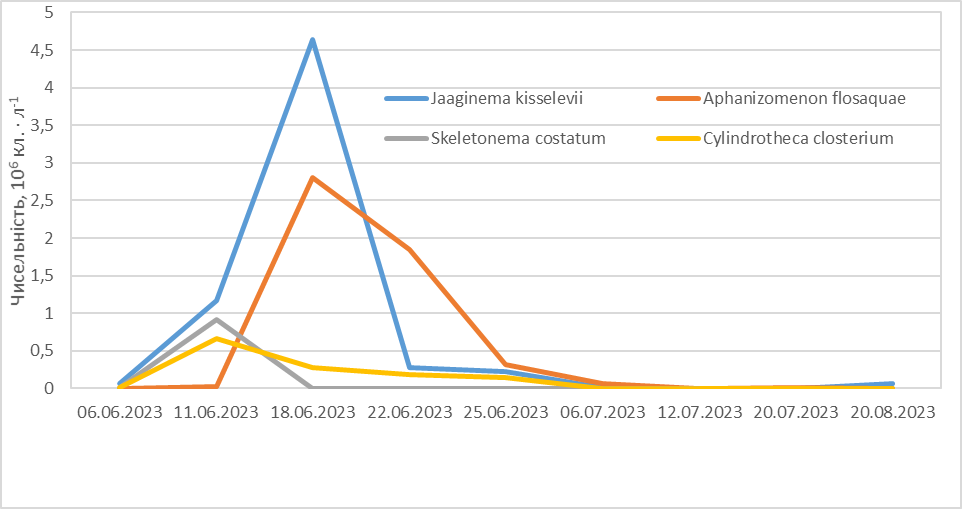 5
4,5
4
3,5
3
2,5
2
1,5
1
0,5
0
Чисельність, 10⁶ кл. · л⁻¹
Jaaginema kisselevii
Aphanizomenon flosaquae
Skeletonema costatum
Cylindrotheca closterium
06.06.2023 11.06.2023 18.06.2023 22.06.2023 25.06.2023 06.07.2023 12.07.2023 20.07.2023 20.08.2023